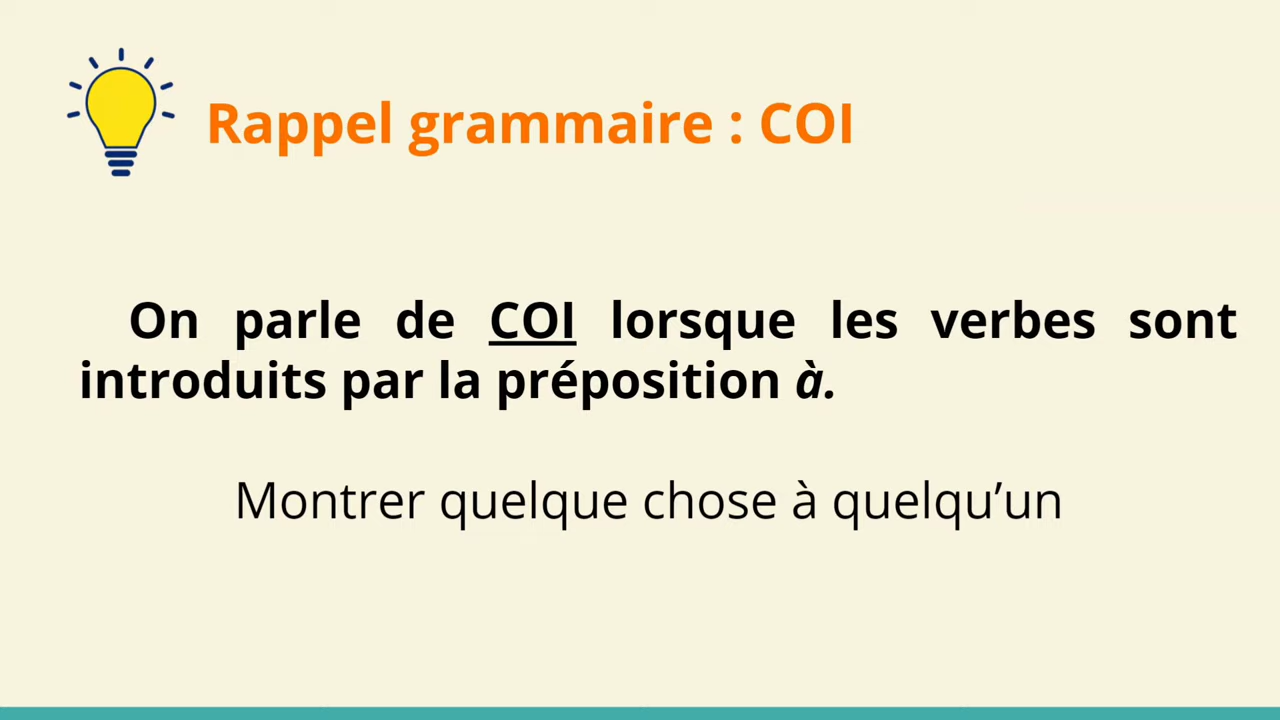 Rappel grammaire : COI
On parle de COI lorsque les verbes sont
introduits par la préposition à.
Montrer quelque chose à quelqu’un